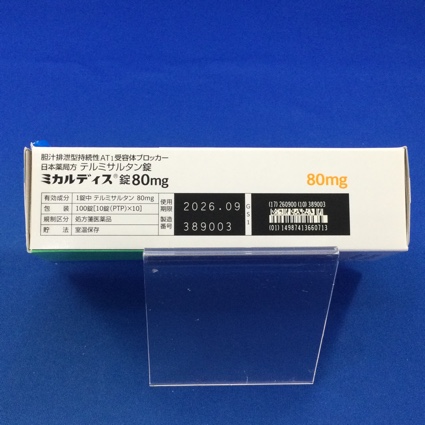 胆汁排泄型持続性AT1受容体ブロッカー
日本薬局方 テルミサルタン錠
ミカルディス®錠80mg
80mg
有効成分 1錠中 テルミサルタン 80mg
包装 100錠[10錠(PTP)×10]
規制区分 処方箋医薬品
貯法 室温保存
使用期限 2026.09
製造番号 389003
GS1
(17) 260900 (10) 389003
(01) 14987413660713